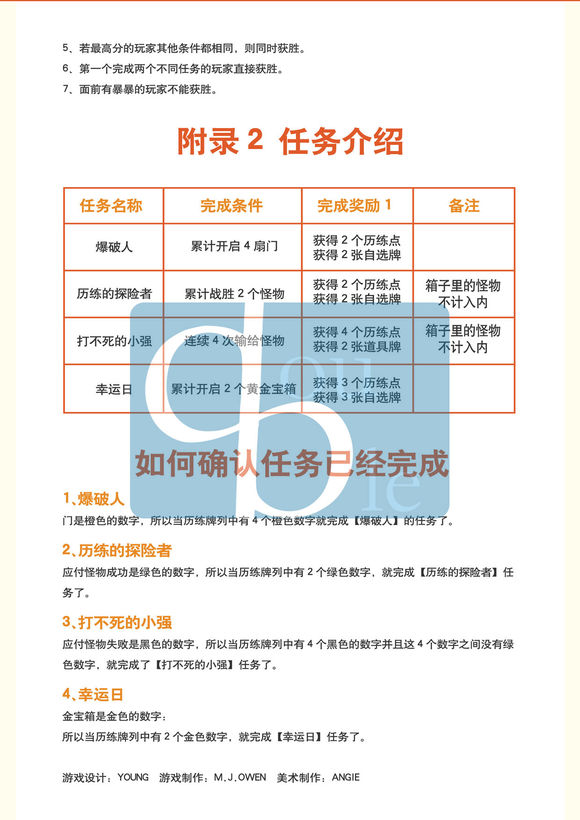 5、若最高分的玩家其他条件都相同，则同时获胜。
6、第一个完成两个不同任务的玩家直接获胜。
7、面前有暴暴的玩家不能获胜。
附录 2 任务介绍
任务名称 完成条件 完成奖励 1 备注
爆破人 累计开启 4 扇门 获得 2 个历练点
获得 2 张自选牌
历练的探险者 累计战胜 2 个怪物 获得 2 个历练点
获得 2 张自选牌
箱子里的怪物
不计入内
打不死的小强 连续 4 次输给怪物 获得 4 个历练点
获得 2 张道具牌
箱子里的怪物
不计入内
幸运日 累计开启 2 个黄金宝箱 获得 3 个历练点
获得 3 张自选牌
如何确认任务已经完成
1、爆破人
门是橙色的数字，所以当历练牌列中有 4 个橙色数字就完成【爆破人】的任务了。
2、历练的探险者
应付怪物成功是绿色的数字，所以当历练牌列中有 2 个绿色数字，就完成【历练的探险者】任
务了。
3、打不死的小强
应付怪物失败是黑色的数字，所以当历练牌列中有 4 个黑色的数字并且这 4 个数字之间没有绿
色数字，就完成了【打不死的小强】任务了。
4、幸运日
金宝箱是金色的数字；
所以当历练牌列中有 2 个金色数字，就完成【幸运日】任务了。
游戏设计：YOUNG 游戏制作：M.J.OWEN 美术制作：ANGIE